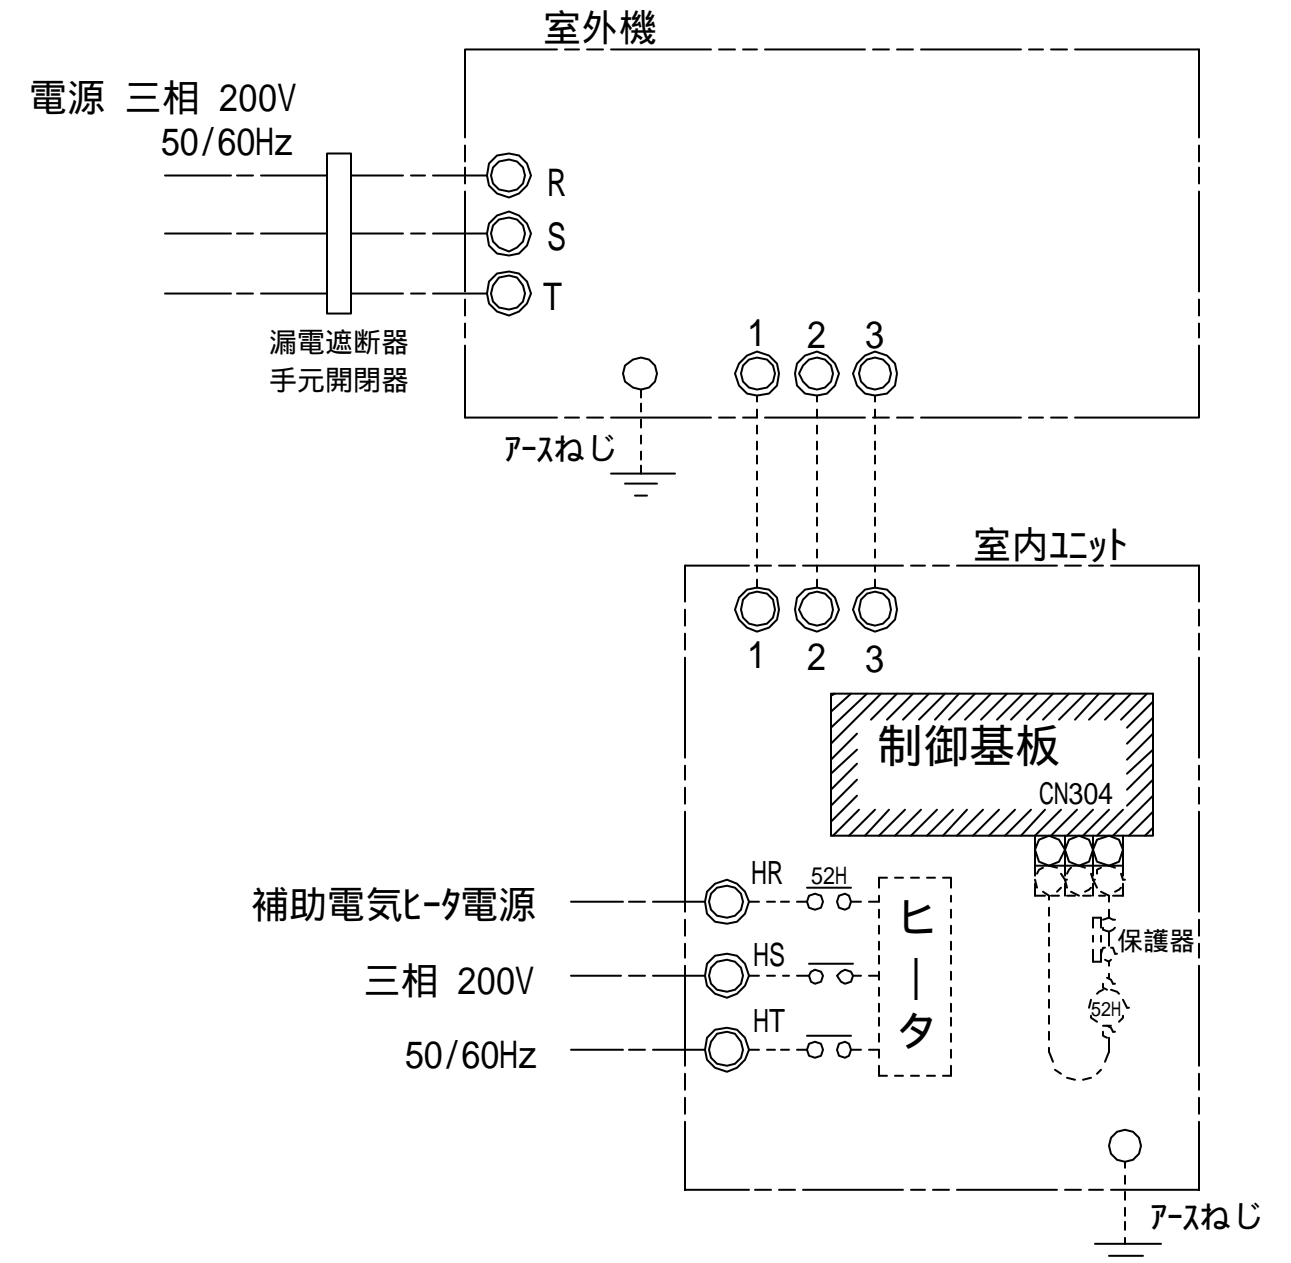 室外機
電源 三相 200V
50/60Hz
R
S
T
漏電遮断器
手元開閉器
1 2 3
ｱｰｽねじ
室内ﾕﾆｯﾄ
1 2 3
制御基板
CN304
HR
52H
補助電気ﾋｰﾀ電源
ヒータ
保護器
HS
三相 200V
52H
HT
50/60Hz
ｱｰｽねじ